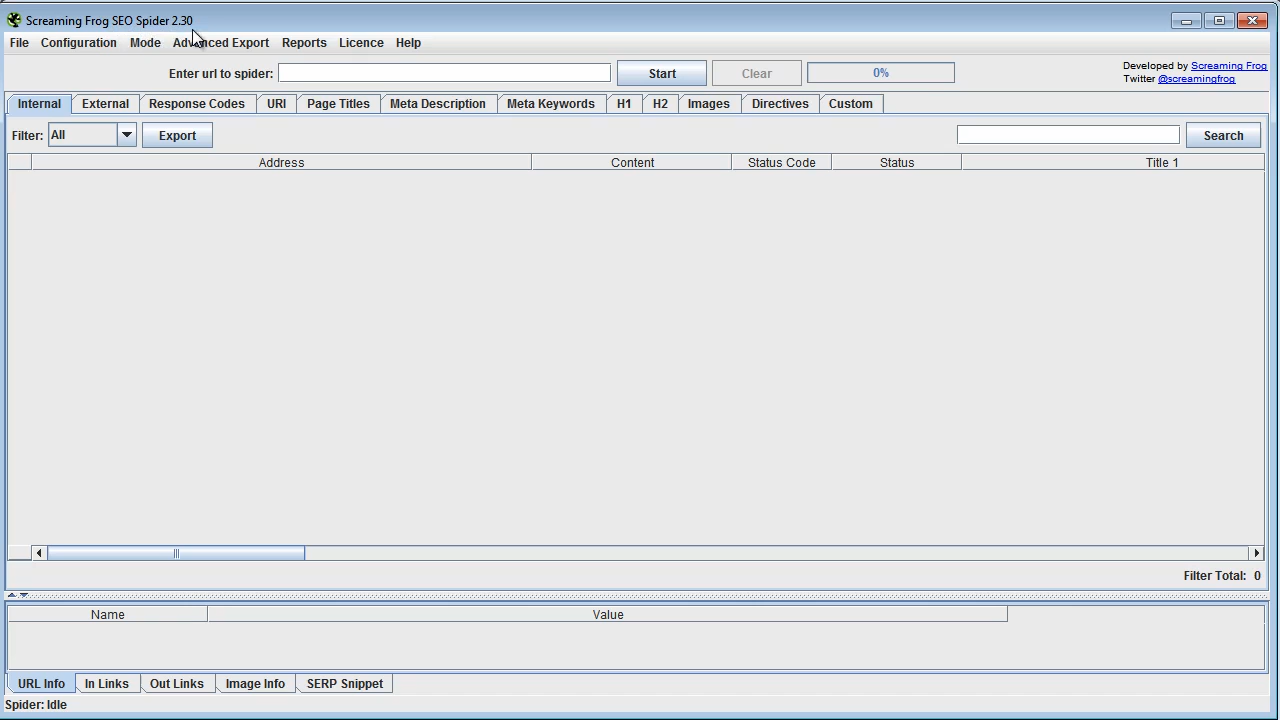 Screaming Frog SEO Spider 2.30
File Configuration Mode Advanced Export Reports Licence Help
Enter url to spider: Start Clear 0%
Developed by Screaming Frog
Twitter @screamingfrog
Internal External Response Codes URI Page Titles Meta Description Meta Keywords H1 H2 Images Directives Custom
Filter: All Export Search
Address Content Status Code Status Title 1
Filter Total: 0
Name Value
URL Info In Links Out Links Image Info SERP Snippet
Spider: Idle